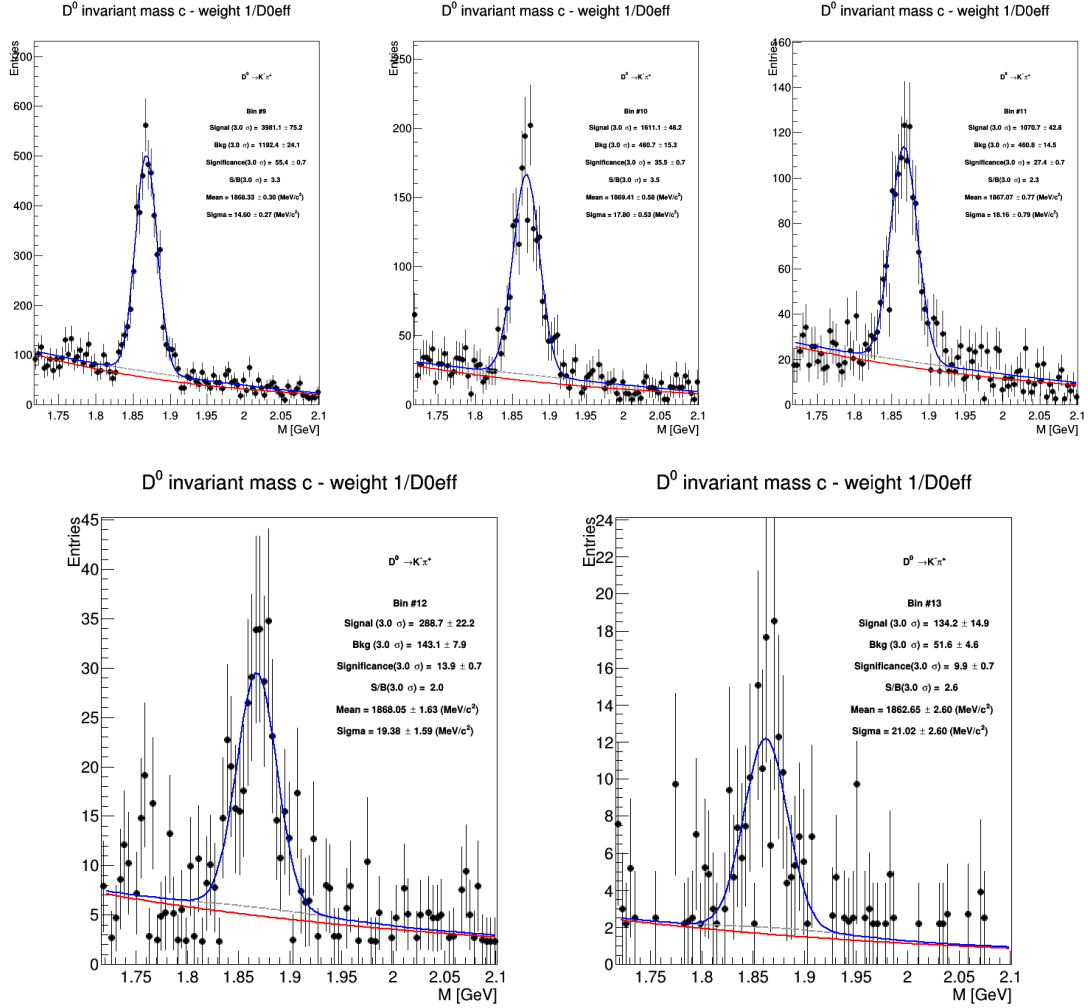 D⁰ invariant mass c - weight 1/D0eff
Entries
700
600
500
400
300
200
100
0
D⁰ →K⁻π⁺
Bin #9
Signal (3.0 σ) = 3981.1 ± 75.2
Bkg (3.0 σ) = 1192.4 ± 24.1
Significance(3.0 σ) = 55.4 ± 0.7
S/B(3.0 σ) = 3.3
Mean = 1868.33 ± 0.30 (MeV/c²)
Sigma = 14.60 ± 0.27 (MeV/c²)
1.75 1.8 1.85 1.9 1.95 2 2.05 2.1
M [GeV]
D⁰ invariant mass c - weight 1/D0eff
Entries
250
200
150
100
50
0
D⁰ →K⁻π⁺
Bin #10
Signal (3.0 σ) = 1611.1 ± 48.2
Bkg (3.0 σ) = 460.7 ± 15.3
Significance(3.0 σ) = 35.5 ± 0.7
S/B(3.0 σ) = 3.5
Mean = 1869.41 ± 0.58 (MeV/c²)
Sigma = 17.80 ± 0.53 (MeV/c²)
1.75 1.8 1.85 1.9 1.95 2 2.05 2.1
M [GeV]
D⁰ invariant mass c - weight 1/D0eff
Entries
160
140
120
100
80
60
40
20
0
D⁰ →K⁻π⁺
Bin #11
Signal (3.0 σ) = 1070.7 ± 42.8
Bkg (3.0 σ) = 460.8 ± 14.5
Significance(3.0 σ) = 27.4 ± 0.7
S/B(3.0 σ) = 2.3
Mean = 1867.07 ± 0.77 (MeV/c²)
Sigma = 18.16 ± 0.79 (MeV/c²)
1.75 1.8 1.85 1.9 1.95 2 2.05 2.1
M [GeV]
D⁰ invariant mass c - weight 1/D0eff
Entries
45
40
35
30
25
20
15
10
5
0
D⁰ →K⁻π⁺
Bin #12
Signal (3.0 σ) = 288.7 ± 22.2
Bkg (3.0 σ) = 143.1 ± 7.9
Significance(3.0 σ) = 13.9 ± 0.7
S/B(3.0 σ) = 2.0
Mean = 1868.05 ± 1.63 (MeV/c²)
Sigma = 19.38 ± 1.59 (MeV/c²)
1.75 1.8 1.85 1.9 1.95 2 2.05 2.1
M [GeV]
D⁰ invariant mass c - weight 1/D0eff
Entries
24
22
20
18
16
14
12
10
8
6
4
2
0
D⁰ →K⁻π⁺
Bin #13
Signal (3.0 σ) = 134.2 ± 14.9
Bkg (3.0 σ) = 51.6 ± 4.6
Significance(3.0 σ) = 9.9 ± 0.7
S/B(3.0 σ) = 2.6
Mean = 1862.65 ± 2.60 (MeV/c²)
Sigma = 21.02 ± 2.60 (MeV/c²)
1.75 1.8 1.85 1.9 1.95 2 2.05 2.1
M [GeV]